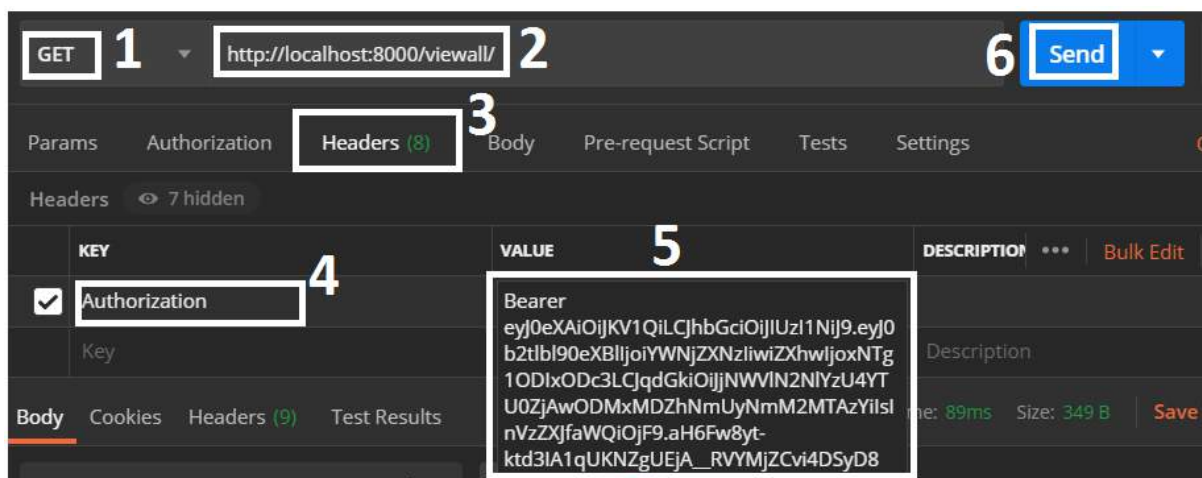 GET 1 http://localhost:8000/viewall/ 2 6 Send
3
Params Authorization Headers (8) Body Pre-request Script Tests Settings
Headers 7 hidden
KEY VALUE 5 DESCRIPTION ••• Bulk Edit
Authorization 4 Bearer
eyJ0eXAiOiJKV1QiLCJhbGciOiJIUzI1NiJ9.eyJ0
Key b2tlbl90eXBlIjoiYWNjZXNzIiwiZXhwIjoxNTg Description
1ODIxODc3LCJqdGkiOiJjNWVlN2NlYzU4YT
Body Cookies Headers (9) Test Results U0ZjAwODMxMDZhNmUyNmM2MTAzYiIsI 89ms Size: 349 B Save
nVzZXJfaWQiOjF9.aH6Fw8yt-
ktd3IA1qUKNZgUEjA__RVYMjZCvi4DSyD8